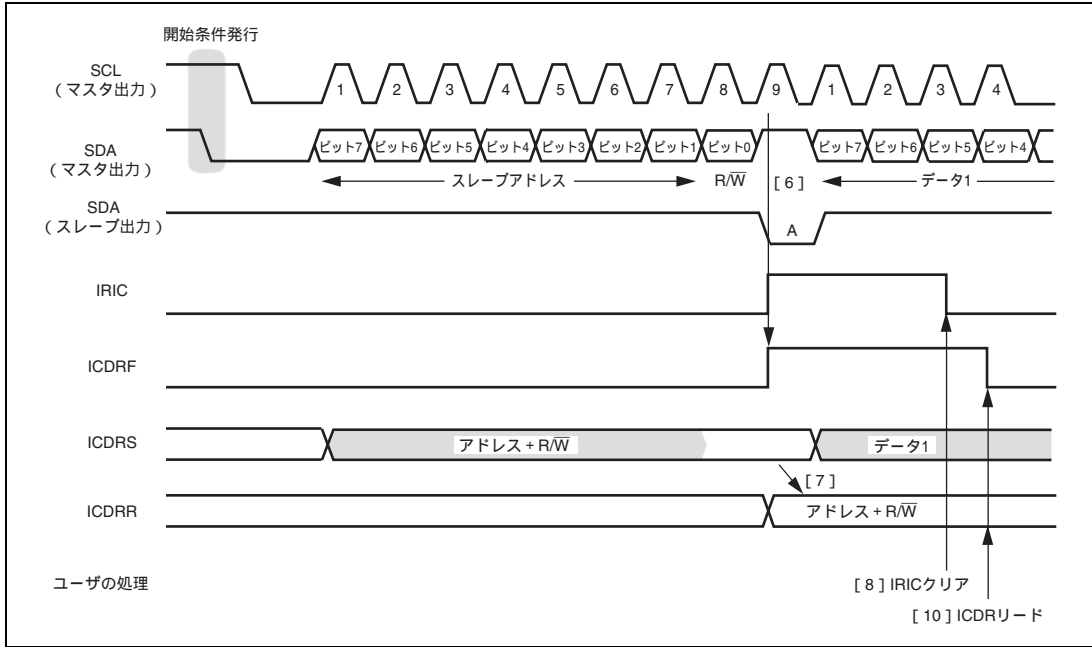 開始条件発行
SCL
(マスタ出力)
1 2 3 4 5 6 7 8 9 1 2 3 4
SDA
(マスタ出力)
ビット7 ビット6 ビット5 ビット4 ビット3 ビット2 ビット1 ビット0 ビット7 ビット6 ビット5 ビット4
スレーブアドレス R/W̅ [6] データ1
SDA
(スレーブ出力)
A
IRIC
ICDRF
ICDRS アドレス+R/W̅ データ1
[7]
ICDRR アドレス+R/W̅
ユーザの処理 [8] IRICクリア
[10] ICDRリード